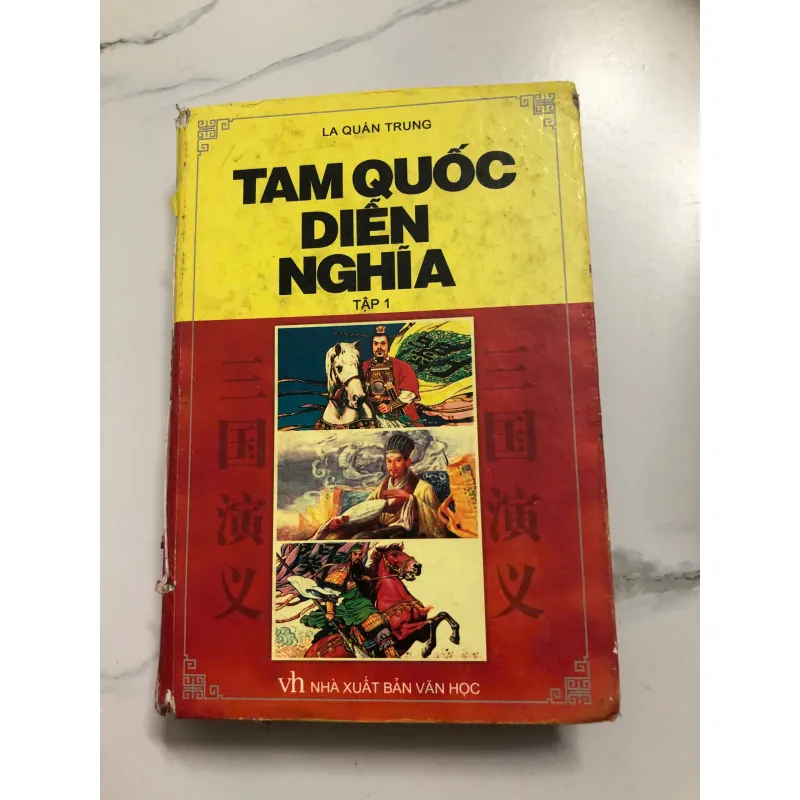 LA QUÁN TRUNG
TAM QUỐC
DIỄN
NGHĨA
TẬP 1
三国演义
三国演义
vh NHÀ XUẤT BẢN VĂN HỌC